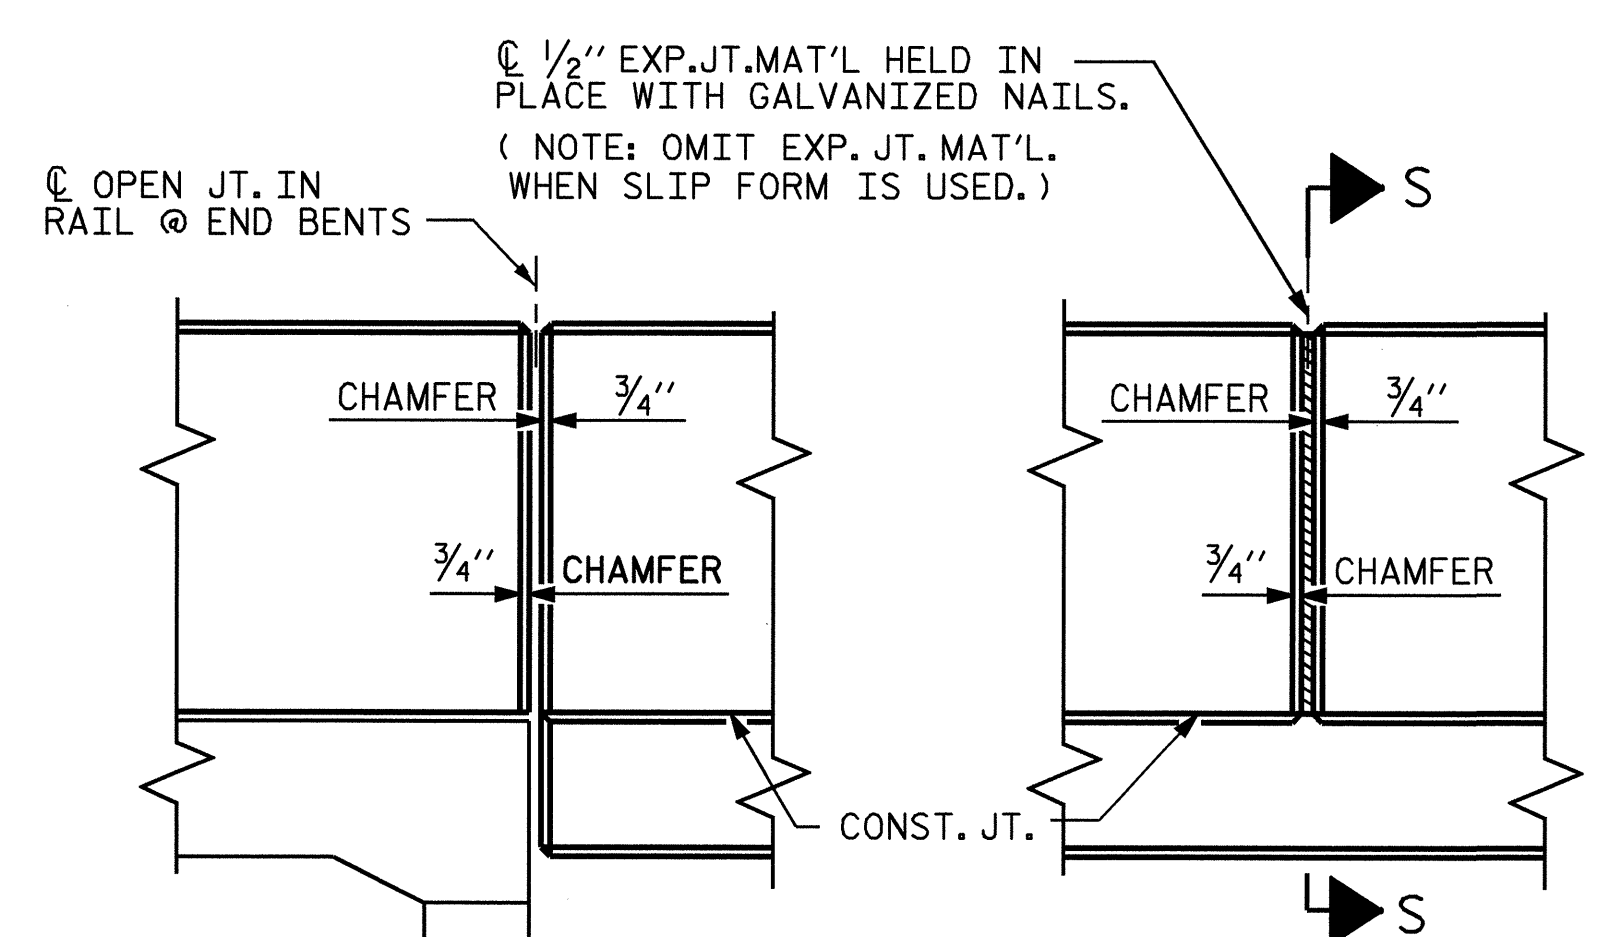 ℄ 1/2" EXP.JT.MAT'L HELD IN
PLACE WITH GALVANIZED NAILS.
( NOTE: OMIT EXP. JT. MAT'L.
WHEN SLIP FORM IS USED. )
℄ OPEN JT. IN
RAIL @ END BENTS
S
CHAMFER 3/4"
CHAMFER 3/4"
3/4" CHAMFER
3/4" CHAMFER
CONST. JT.
S